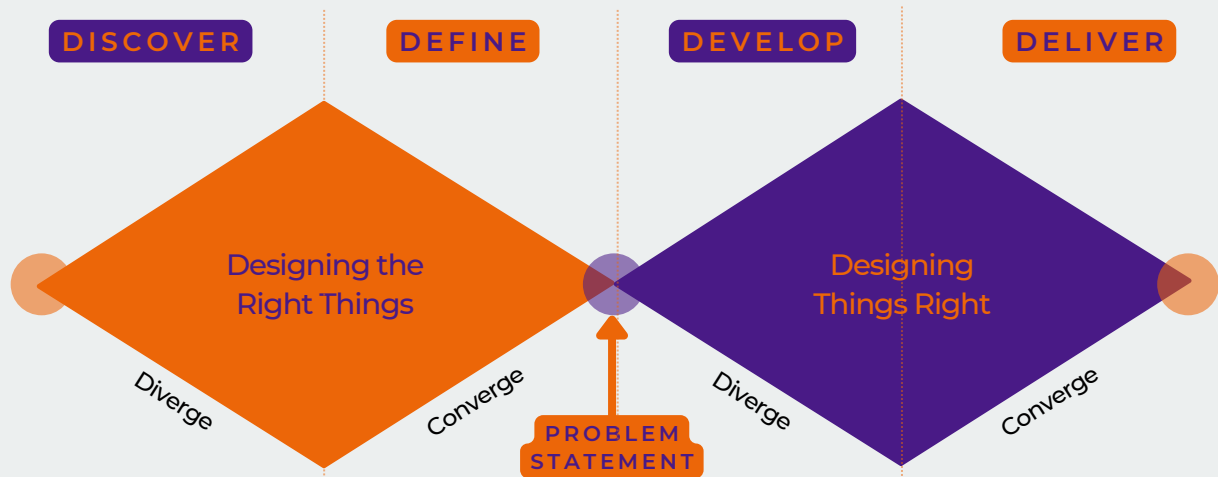 DISCOVER
DEFINE
DEVELOP
DELIVER
Designing the
Right Things
Designing
Things Right
Diverge
Converge
Diverge
Converge
PROBLEM
STATEMENT